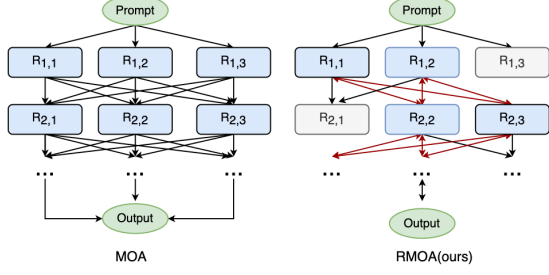 Prompt
Prompt
R1,1
R1,2
R1,3
R1,1
R1,2
R1,3
R2,1
R2,2
R2,3
R2,1
R2,2
R2,3
...
...
...
...
...
...
Output
Output
MOA
RMOA(ours)